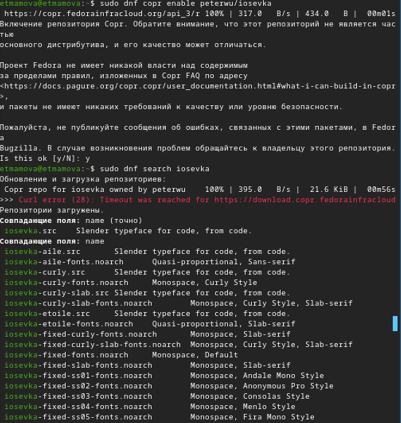 etmamova@etmamova:~$ sudo dnf copr enable peterwu/iosevka
https://copr.fedorainfracloud.org/api_3/r 100% | 317.0   B/s | 434.0   B |  00m01s
Включение репозитория Copr. Обратите внимание, что этот репозиторий не является час
тью
основного дистрибутива, и его качество может отличаться.
Проект Fedora не имеет никакой власти над содержимым
за пределами правил, изложенных в Copr FAQ по адресу
<https://docs.pagure.org/copr.copr/user_documentation.html#what-i-can-build-in-copr
>,
и пакеты не имеют никаких требований к качеству или уровню безопасности.
Пожалуйста, не публикуйте сообщения об ошибках, связанных с этими пакетами, в Fedor
a
Bugzilla. В случае возникновения проблем обращайтесь к владельцу этого репозитория.
Is this ok [y/N]: y
etmamova@etmamova:~$ sudo dnf search iosevka
Обновление и загрузка репозиториев:
Copr repo for iosevka owned by peterwu    100% | 395.0   B/s |  21.6 KiB |  00m56s
>>> Curl error (28): Timeout was reached for https://download.copr.fedorainfracloud
Репозитории загружены.
Совпадающие поля: name (точно)
iosevka.src    Slender typeface for code, from code.
Совпадающие поля: name
iosevka-aile.src      Slender typeface for code, from code.
iosevka-aile-fonts.noarch      Quasi-proportional, Sans-serif
iosevka-curly.src      Slender typeface for code, from code.
iosevka-curly-fonts.noarch      Monospace, Curly Style
iosevka-curly-slab.src Slender typeface for code, from code.
iosevka-curly-slab-fonts.noarch        Monospace, Curly Style, Slab-serif
iosevka-etoile.src     Slender typeface for code, from code.
iosevka-etoile-fonts.noarch    Quasi-proportional, Slab-serif
iosevka-fixed-curly-fonts.noarch       Monospace, Slab-serif
iosevka-fixed-curly-slab-fonts.noarch  Monospace, Curly Style, Slab-serif
iosevka-fixed-fonts.noarch     Monospace, Default
iosevka-fixed-slab-fonts.noarch        Monospace, Slab-serif
iosevka-fixed-ss01-fonts.noarch        Monospace, Andale Mono Style
iosevka-fixed-ss02-fonts.noarch        Monospace, Anonymous Pro Style
iosevka-fixed-ss03-fonts.noarch        Monospace, Consolas Style
iosevka-fixed-ss04-fonts.noarch        Monospace, Menlo Style
iosevka-fixed-ss05-fonts.noarch        Monospace, Fira Mono Style